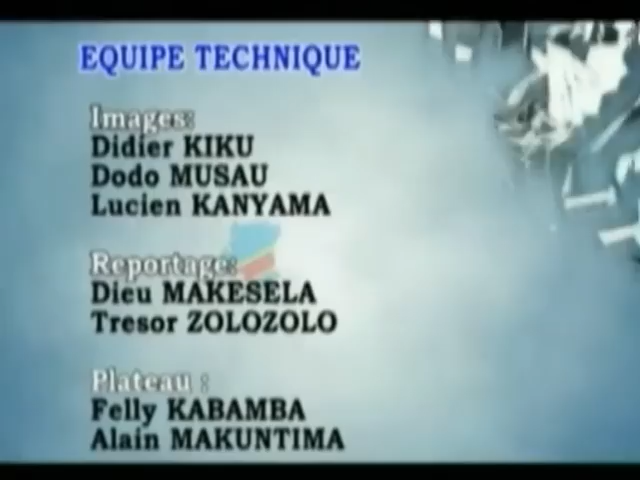 EQUIPE TECHNIQUE
Images:
Didier KIKU
Dodo MUSAU
Lucien KANYAMA
Reportage:
Dieu MAKESELA
Tresor ZOLOZOLO
Plateau :
Felly KABAMBA
Alain MAKUNTIMA